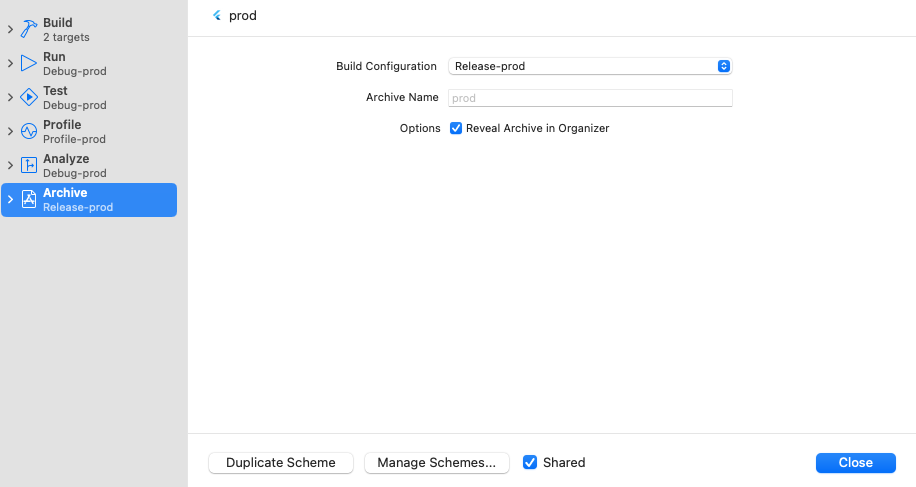 Build
2 targets
Run
Debug-prod
Test
Debug-prod
Profile
Profile-prod
Analyze
Debug-prod
Archive
Release-prod
prod
Build Configuration Release-prod
Archive Name prod
Options Reveal Archive in Organizer
Duplicate Scheme Manage Schemes... Shared Close